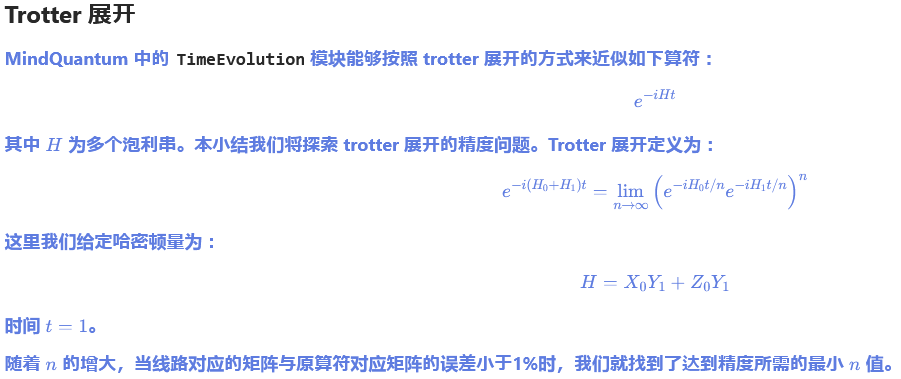 Trotter 展开
MindQuantum 中的 TimeEvolution 模块能够按照 trotter 展开的方式来近似如下算符：
$e^{-iHt}$
其中 $H$ 为多个泡利串。本小结我们将探索 trotter 展开的精度问题。Trotter 展开定义为：
$e^{-i(H_0+H_1)t} = \lim_{n\to\infty} \left(e^{-iH_0t/n}e^{-iH_1t/n}\right)^n$
这里我们给定哈密顿量为：
$H = X_0Y_1 + Z_0Y_1$
时间 $t = 1$。
随着 $n$ 的增大，当线路对应的矩阵与原算符对应矩阵的误差小于1%时，我们就找到了达到精度所需的最小 $n$ 值。